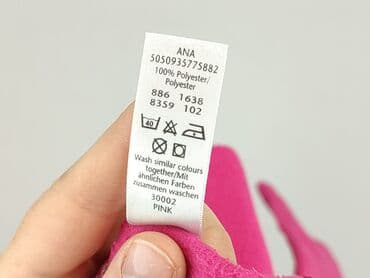 ANA
5050935775882
100% Polyester/
Polyester
886 1638
8359 102
40
Wash similar colours
together/Mit
ähnlichen Farben
zusammen waschen
30002
PINK